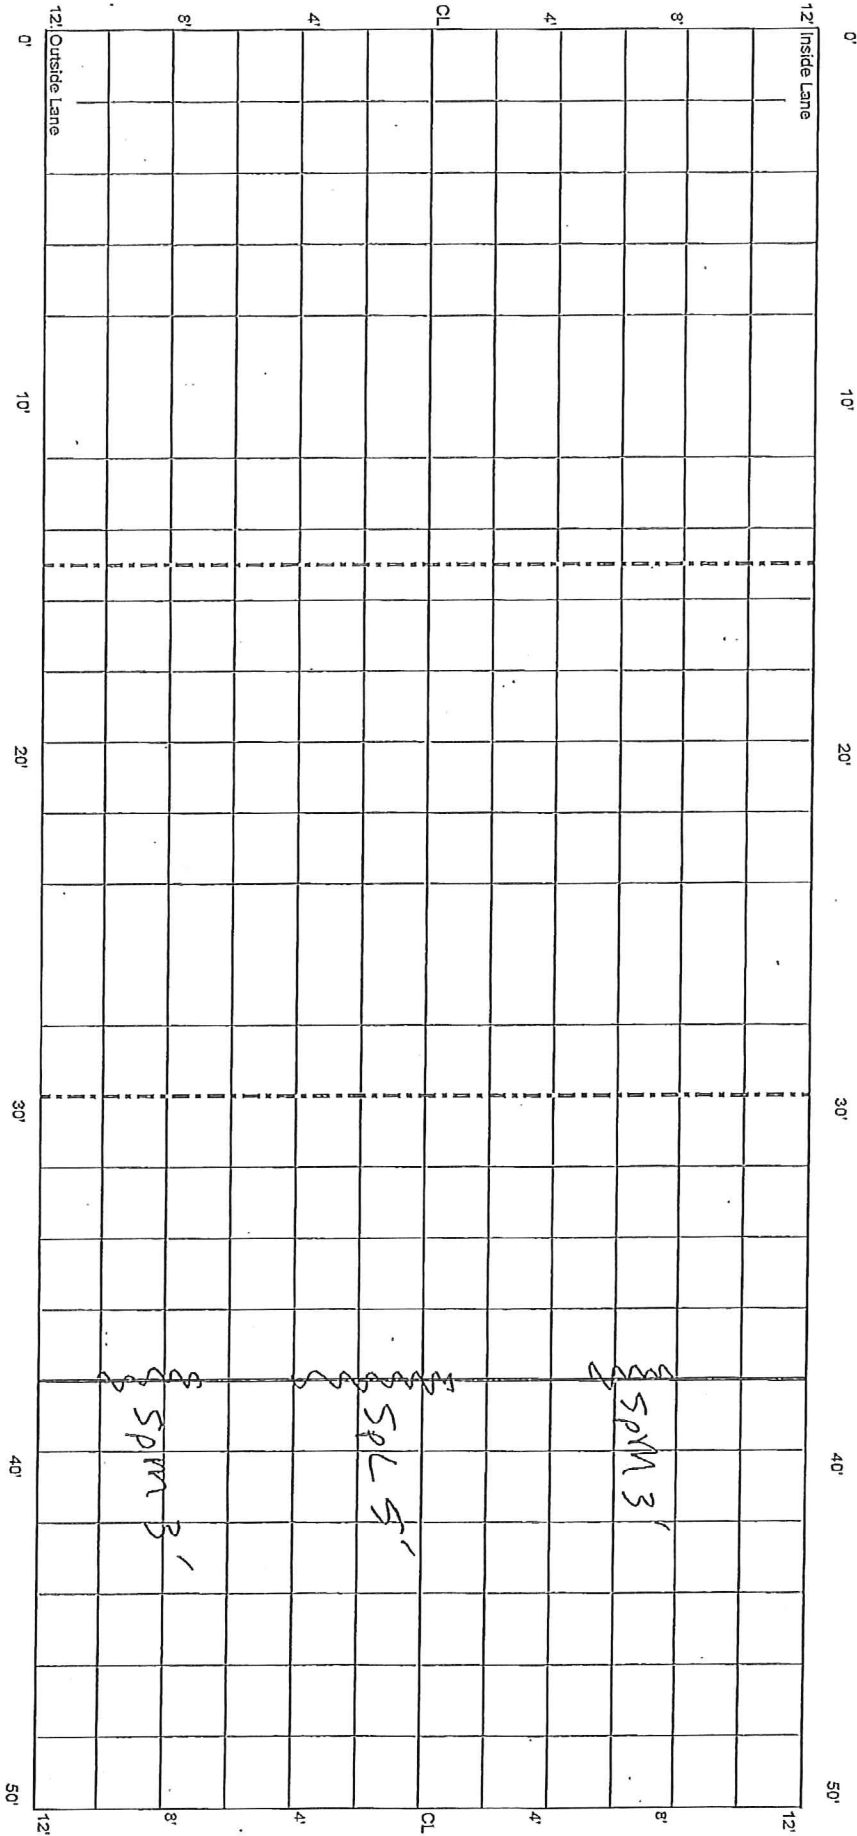 0' 10' 20' 30' 40' 50'
12' Inside Lane 12'
8' 8'
4' 4'
CL CL
4' 4'
8' 8'
12' Outside Lane 12'
0' 10' 20' 30' 40' 50'
SpM 3'
SpL 5'
SpM 3'